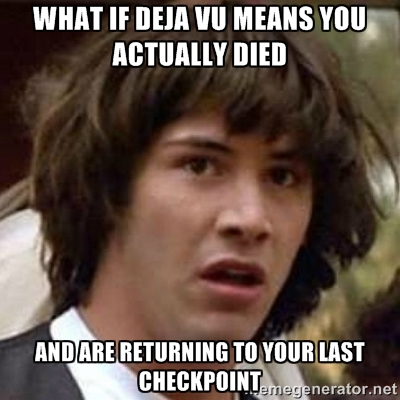 WHAT IF DEJA VU MEANS YOU
ACTUALLY DIED
AND ARE RETURNING TO YOUR LAST
CHECKPOINT
memegenerator.net